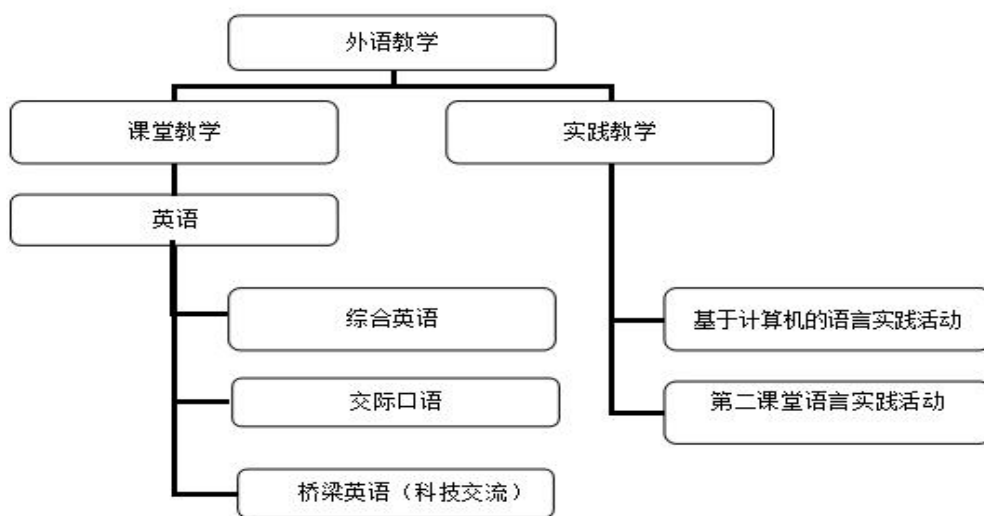 外语教学
课堂教学
实践教学
英语
综合英语
基于计算机的语言实践活动
交际口语
第二课堂语言实践活动
桥梁英语（科技交流）